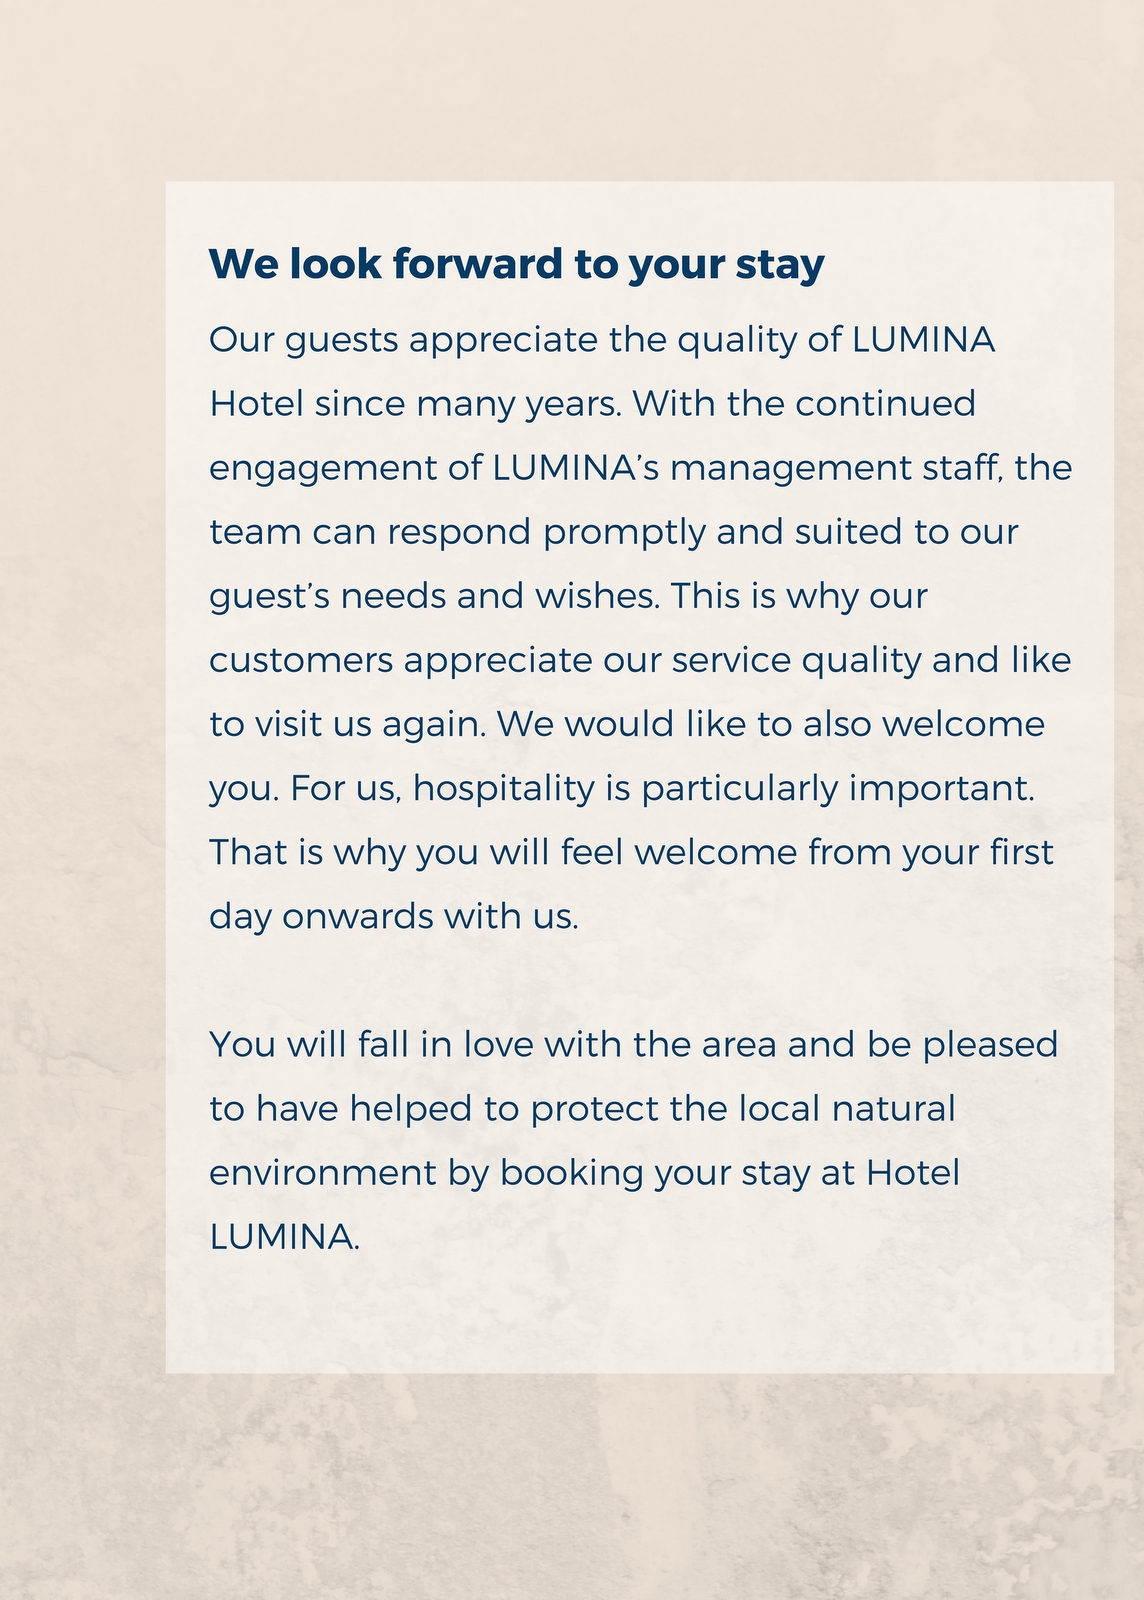 We look forward to your stay
Our guests appreciate the quality of LUMINA
Hotel since many years. With the continued
engagement of LUMINA’s management staff, the
team can respond promptly and suited to our
guest’s needs and wishes. This is why our
customers appreciate our service quality and like
to visit us again. We would like to also welcome
you. For us, hospitality is particularly important.
That is why you will feel welcome from your first
day onwards with us.
You will fall in love with the area and be pleased
to have helped to protect the local natural
environment by booking your stay at Hotel
LUMINA.